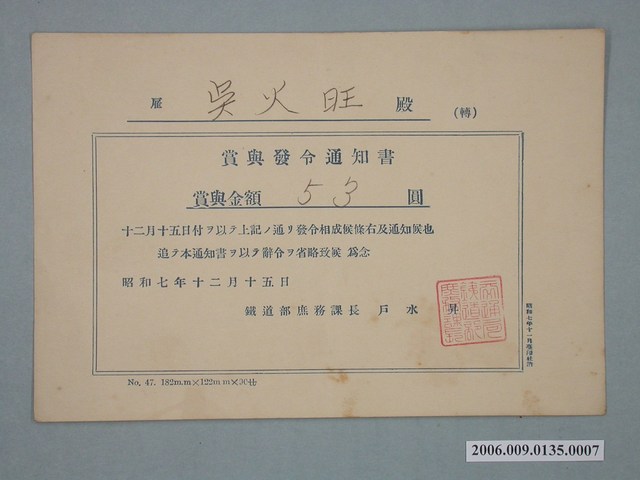 雇 吳火旺 殿 (轉)
賞與發令通知書
賞與金額 53 圓
十二月十五日付ヲ以テ上記ノ通リ發令相成候條右及通知候也
追テ本通知書ヲ以テ辭令ヲ省略致候 爲念
昭和七年十二月十五日
鐵道部庶務課長 戶水 昇
No. 47. 182m.m×122m.m×90斤
2006.009.0135.0007